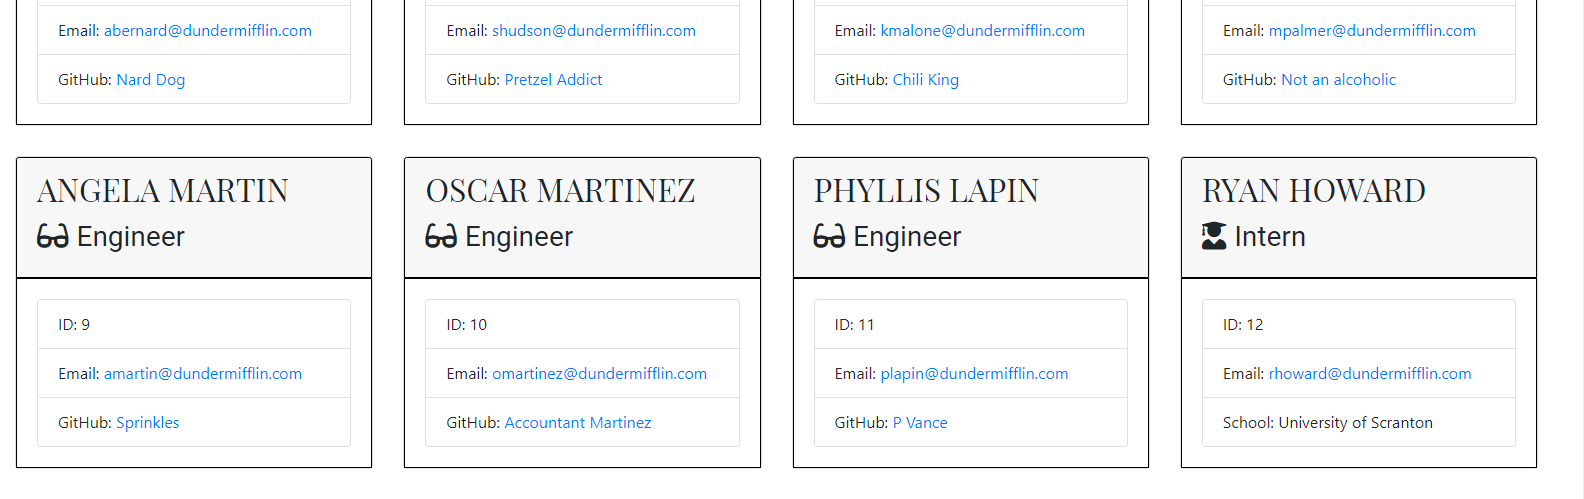 Email: abernard@dundermifflin.com
GitHub: Nard Dog
Email: shudson@dundermifflin.com
GitHub: Pretzel Addict
Email: kmalone@dundermifflin.com
GitHub: Chili King
Email: mpalmer@dundermifflin.com
GitHub: Not an alcoholic
ANGELA MARTIN
Engineer
ID: 9
Email: amartin@dundermifflin.com
GitHub: Sprinkles
OSCAR MARTINEZ
Engineer
ID: 10
Email: omartinez@dundermifflin.com
GitHub: Accountant Martinez
PHYLLIS LAPIN
Engineer
ID: 11
Email: plapin@dundermifflin.com
GitHub: P Vance
RYAN HOWARD
Intern
ID: 12
Email: rhoward@dundermifflin.com
School: University of Scranton